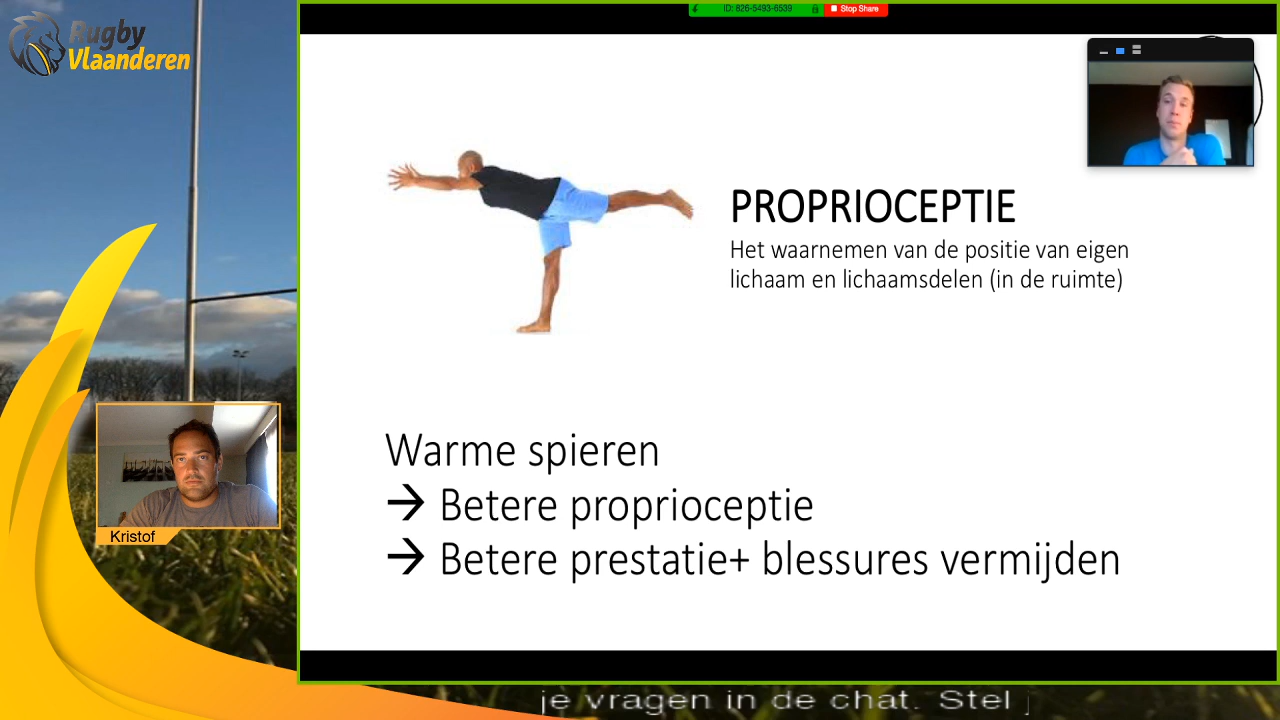 Rugby
Vlaanderen
ID: 826-5493-6539
Stop Share
PROPRIOCEPTIE
Het waarnemen van de positie van eigen
lichaam en lichaamsdelen (in de ruimte)
Warme spieren
→ Betere proprioceptie
→ Betere prestatie+ blessures vermijden
Kristof
je vragen in de chat. Stel